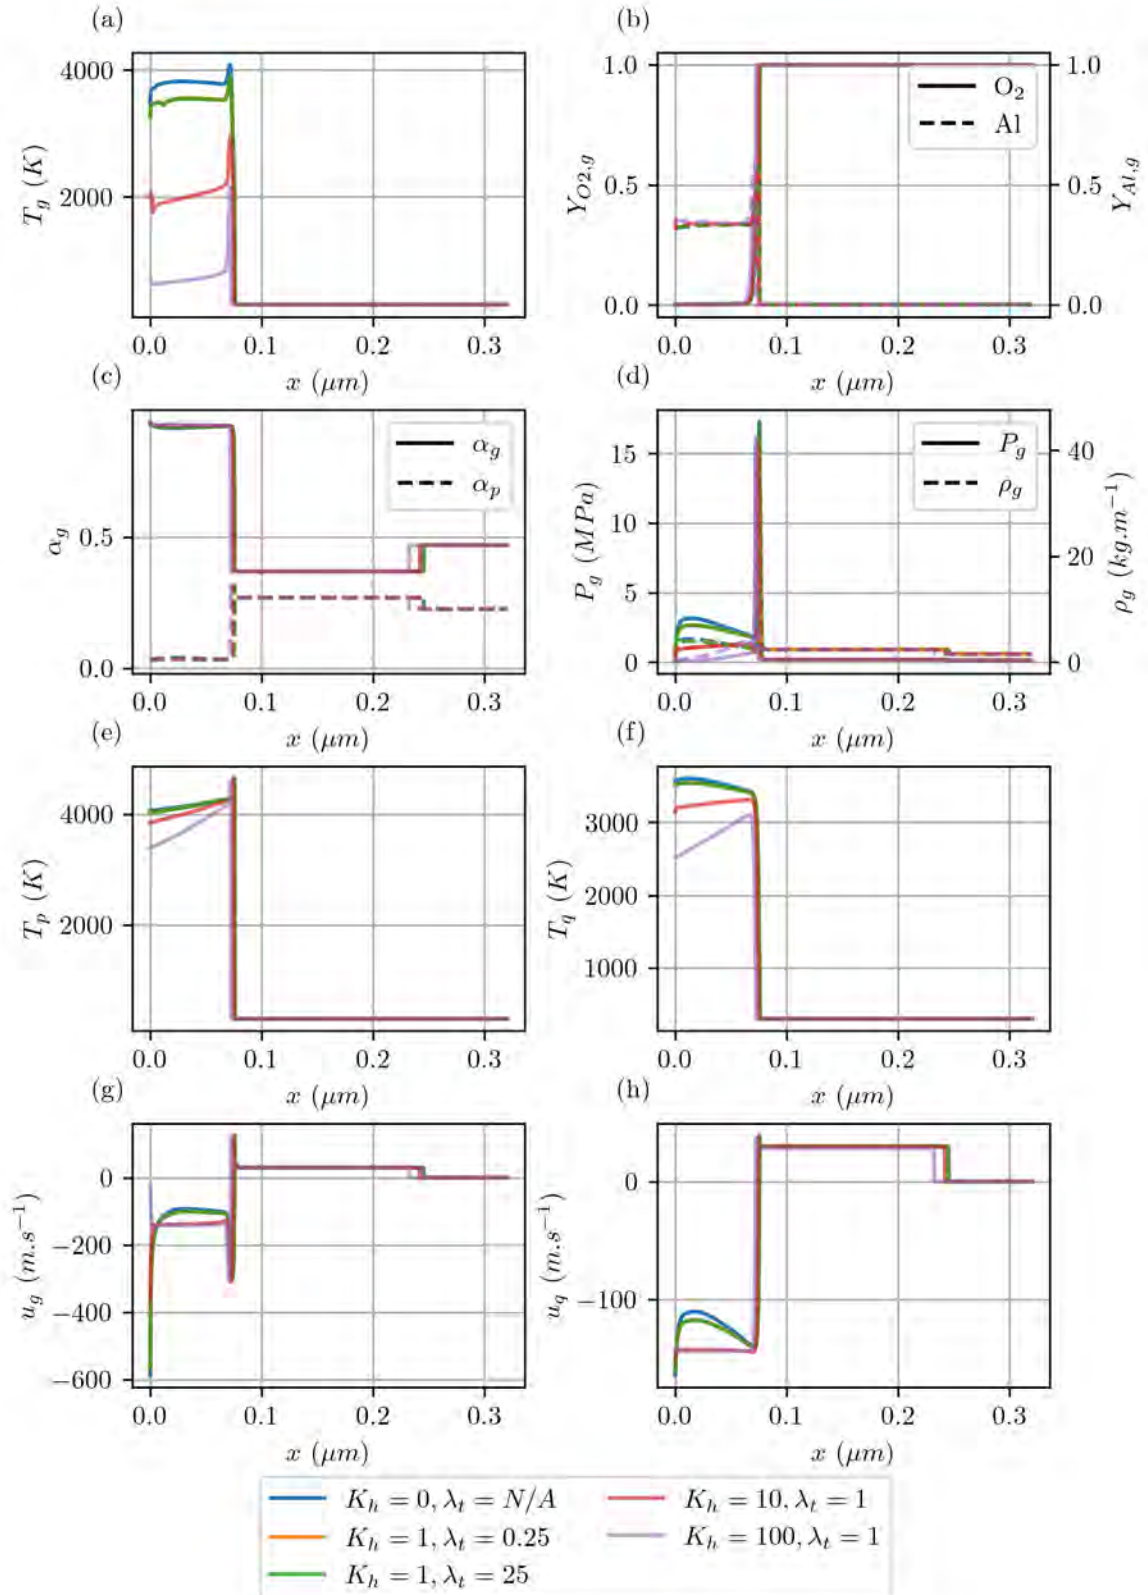 (a)
4000
2000
T_g (K)
0.0 0.1 0.2 0.3
x (μm)
(b)
1.0
0.5
0.0
Y_{O2,g}
O₂
Al
1.0
0.5
0.0
Y_{Al,g}
0.0 0.1 0.2 0.3
x (μm)
(c)
0.5
0.0
α_g
α_g
α_p
0.0 0.1 0.2 0.3
x (μm)
(d)
15
10
5
0
P_g (MPa)
P_g
ρ_g
40
20
0
ρ_g (kg.m⁻¹)
0.0 0.1 0.2 0.3
x (μm)
(e)
4000
2000
T_p (K)
0.0 0.1 0.2 0.3
x (μm)
(f)
3000
2000
1000
T_q (K)
0.0 0.1 0.2 0.3
x (μm)
(g)
0
−200
−400
−600
u_g (m.s⁻¹)
0.0 0.1 0.2 0.3
x (μm)
(h)
0
−100
u_q (m.s⁻¹)
0.0 0.1 0.2 0.3
x (μm)
K_h = 0, λ_t = N/A
K_h = 1, λ_t = 0.25
K_h = 1, λ_t = 25
K_h = 10, λ_t = 1
K_h = 100, λ_t = 1